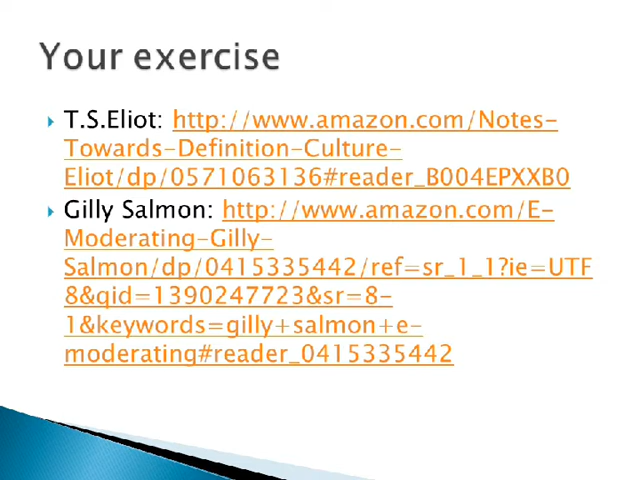 Your exercise
T.S.Eliot: http://www.amazon.com/Notes-
Towards-Definition-Culture-
Eliot/dp/0571063136#reader_B004EPXXB0
Gilly Salmon: http://www.amazon.com/E-
Moderating-Gilly-
Salmon/dp/0415335442/ref=sr_1_1?ie=UTF
8&qid=1390247723&sr=8-
1&keywords=gilly+salmon+e-
moderating#reader_0415335442